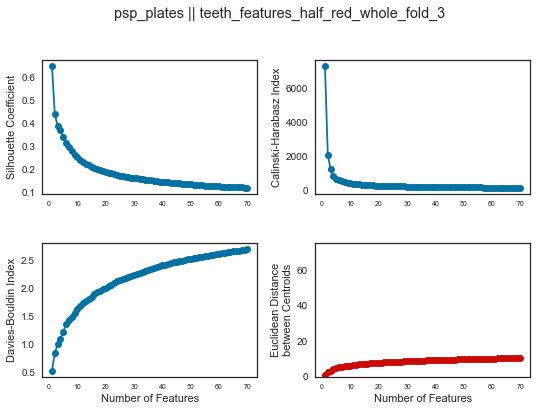 psp_plates || teeth_features_half_red_whole_fold_3
Silhouette Coefficient
0.6
0.5
0.4
0.3
0.2
0.1
0 10 20 30 40 50 60 70
Calinski-Harabasz Index
6000
4000
2000
0
0 10 20 30 40 50 60 70
Davies-Bouldin Index
2.5
2.0
1.5
1.0
0.5
0 10 20 30 40 50 60 70
Number of Features
Euclidean Distance
between Centroids
60
40
20
0
0 10 20 30 40 50 60 70
Number of Features